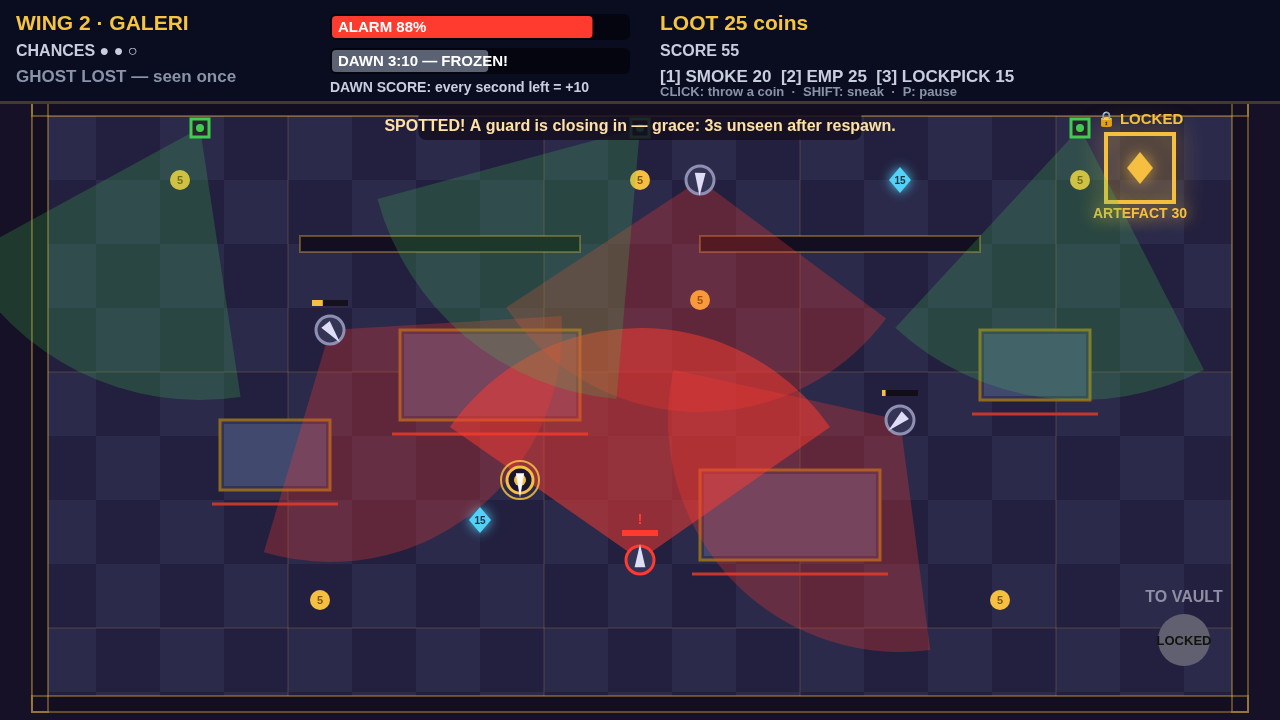 WING 2 · GALERI
CHANCES ● ● ○
GHOST LOST — seen once
ALARM 88%
DAWN 3:10 — FROZEN!
DAWN SCORE: every second left = +10
LOOT 25 coins
SCORE 55
[1] SMOKE 20 [2] EMP 25 [3] LOCKPICK 15
CLICK: throw a coin · SHIFT: sneak · P: pause
SPOTTED! A guard is closing in — grace: 3s unseen after respawn.
🔒 LOCKED
5
5
15
5
ARTEFACT 30
5
15
!
5
5
TO VAULT
LOCKED